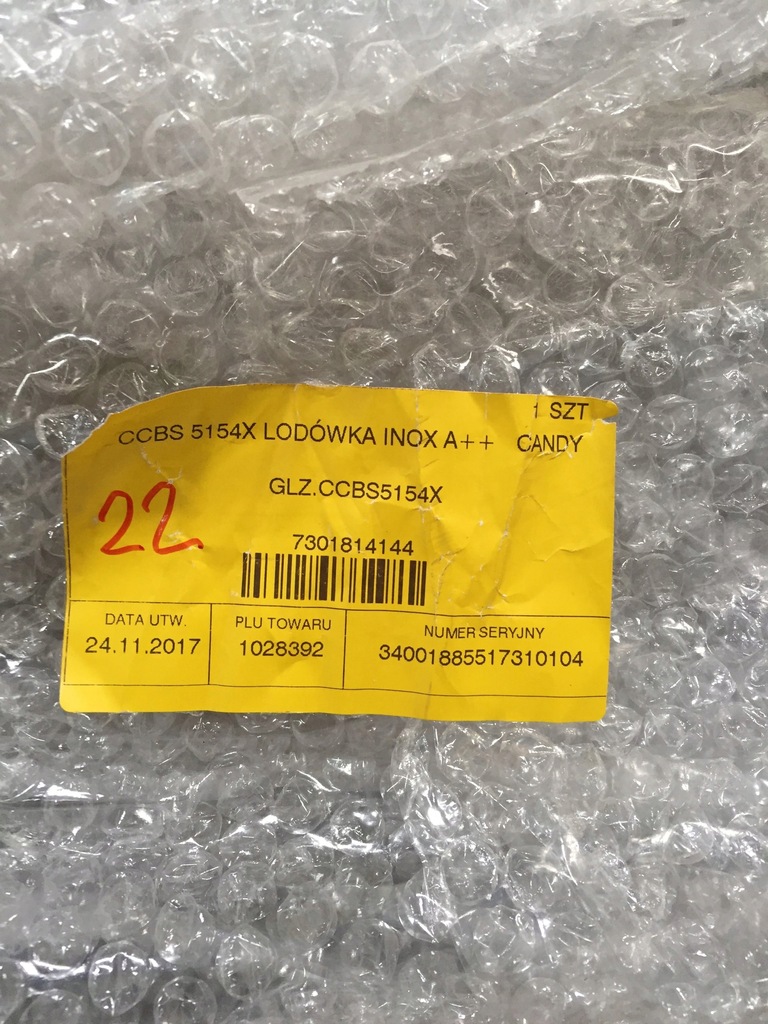 1 SZT
CCBS 5154X LODÓWKA INOX A++ CANDY
GLZ.CCBS5154X
22
7301814144
DATA UTW. PLU TOWARU NUMER SERYJNY
24.11.2017 1028392 34001885517310104